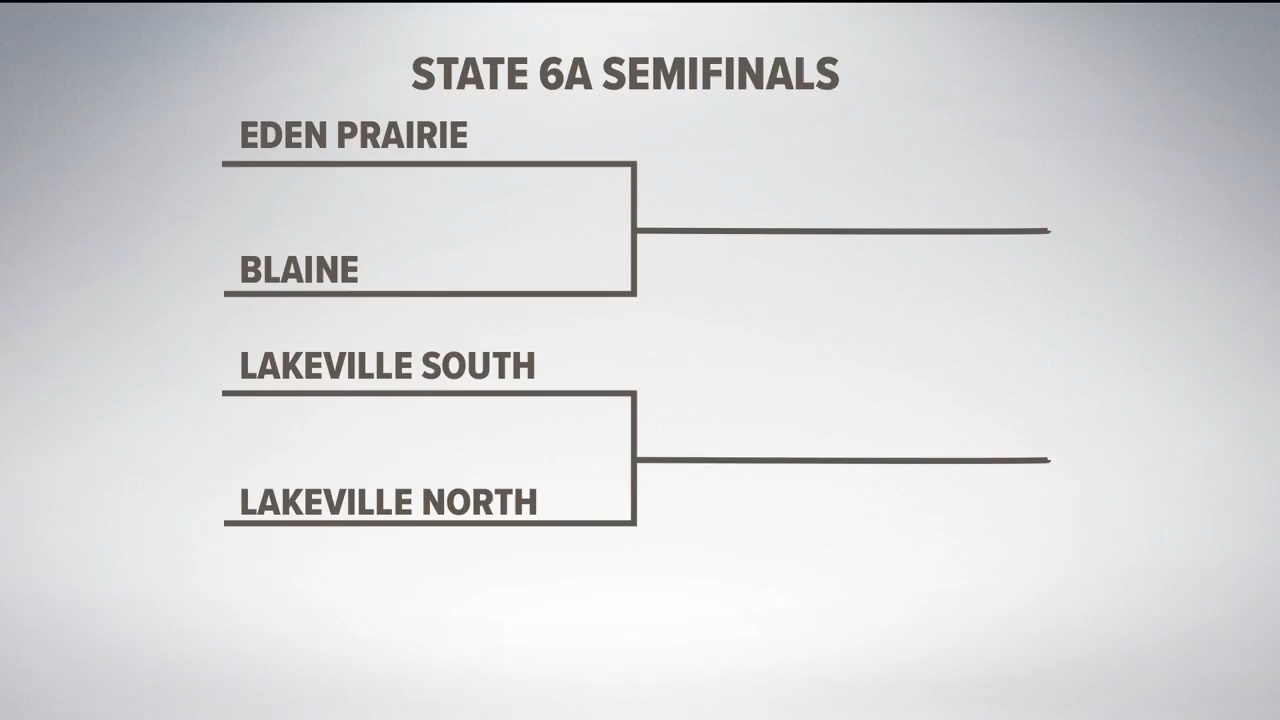 STATE 6A SEMIFINALS
EDEN PRAIRIE
BLAINE
LAKEVILLE SOUTH
LAKEVILLE NORTH